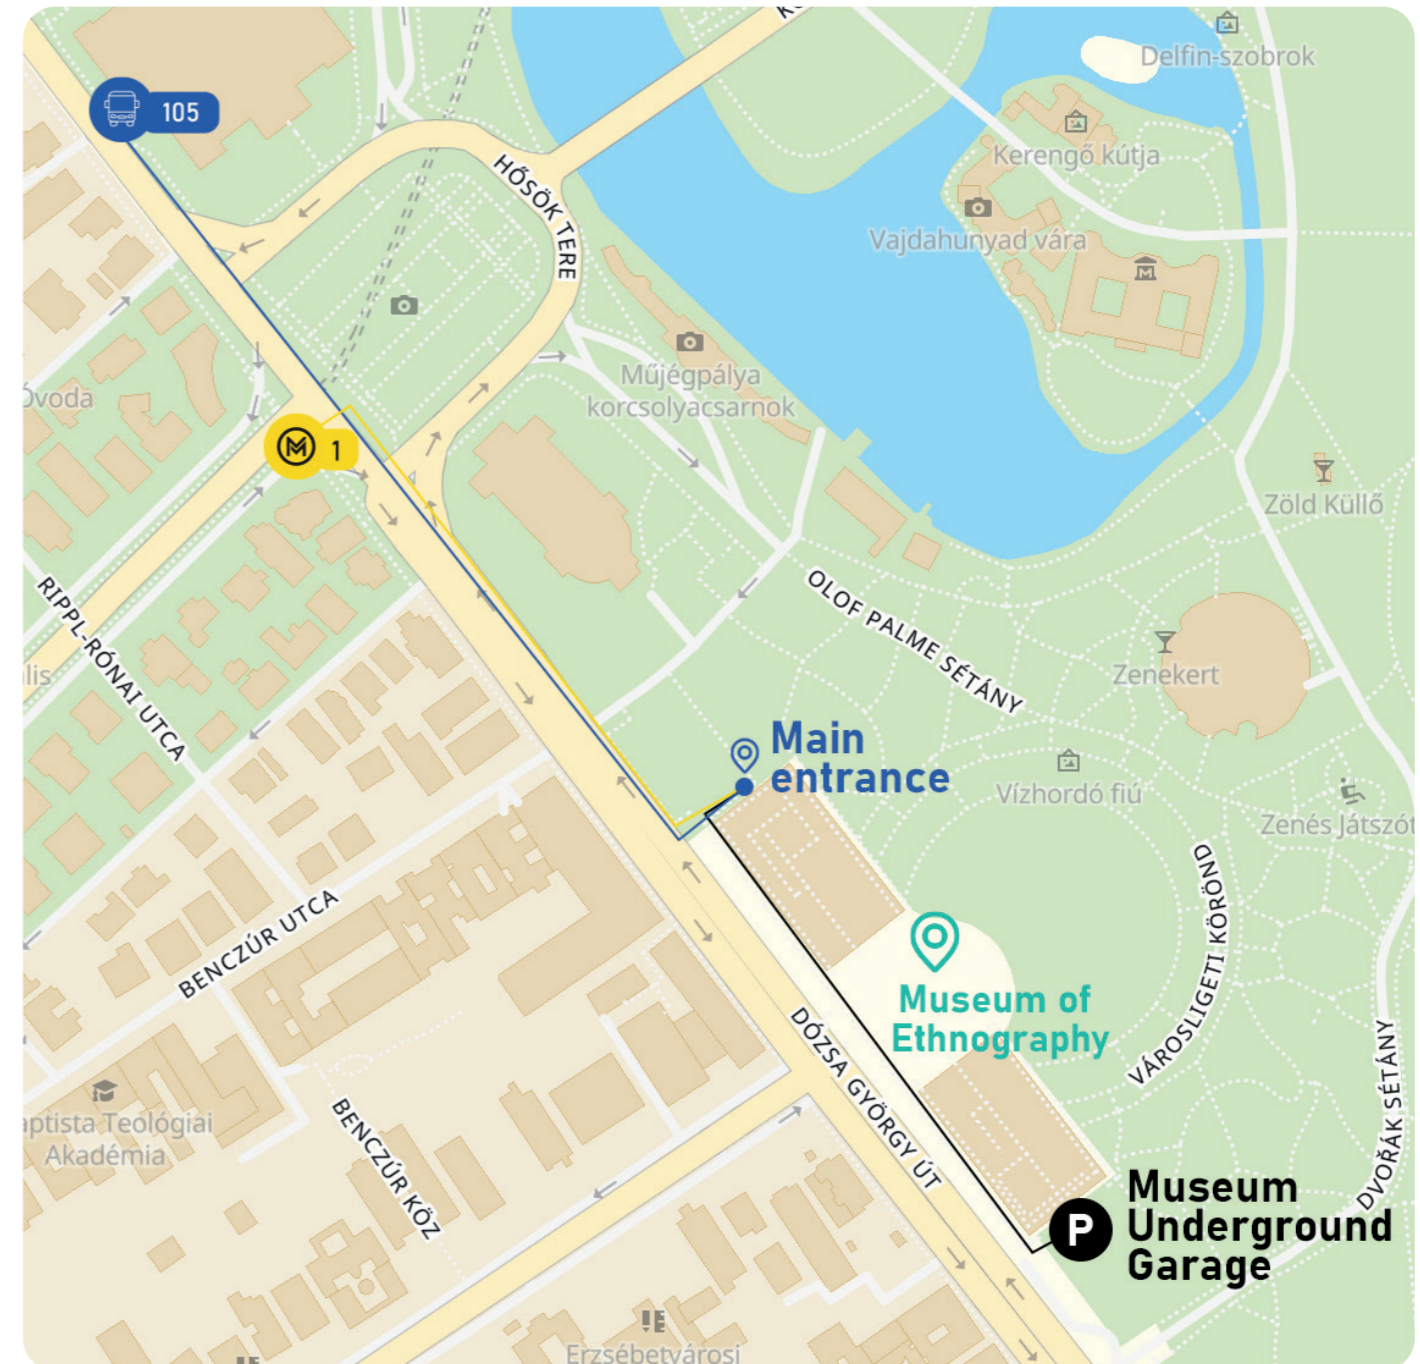 Delfin-szobrok
105
Kerengő kútja
HŐSÖK TERE
Vajdahunyad vára
Műjégpálya
korcsolyacsarnok
Óvoda
1
Zöld Küllő
RIPPL-RÓNAI UTCA
OLOF PALME SÉTÁNY
Zenekert
Main
entrance
Vízhordó fiú
Zenés Játszót
VÁROSLIGETI KÖRÖND
BENCZÚR UTCA
Museum of
Ethnography
DÓZSA GYÖRGY ÚT
DVOŘÁK SÉTÁNY
aptista Teológiai
Akadémia
BENCZÚR KÖZ
P
Museum
Underground
Garage
Erzsébetvárosi